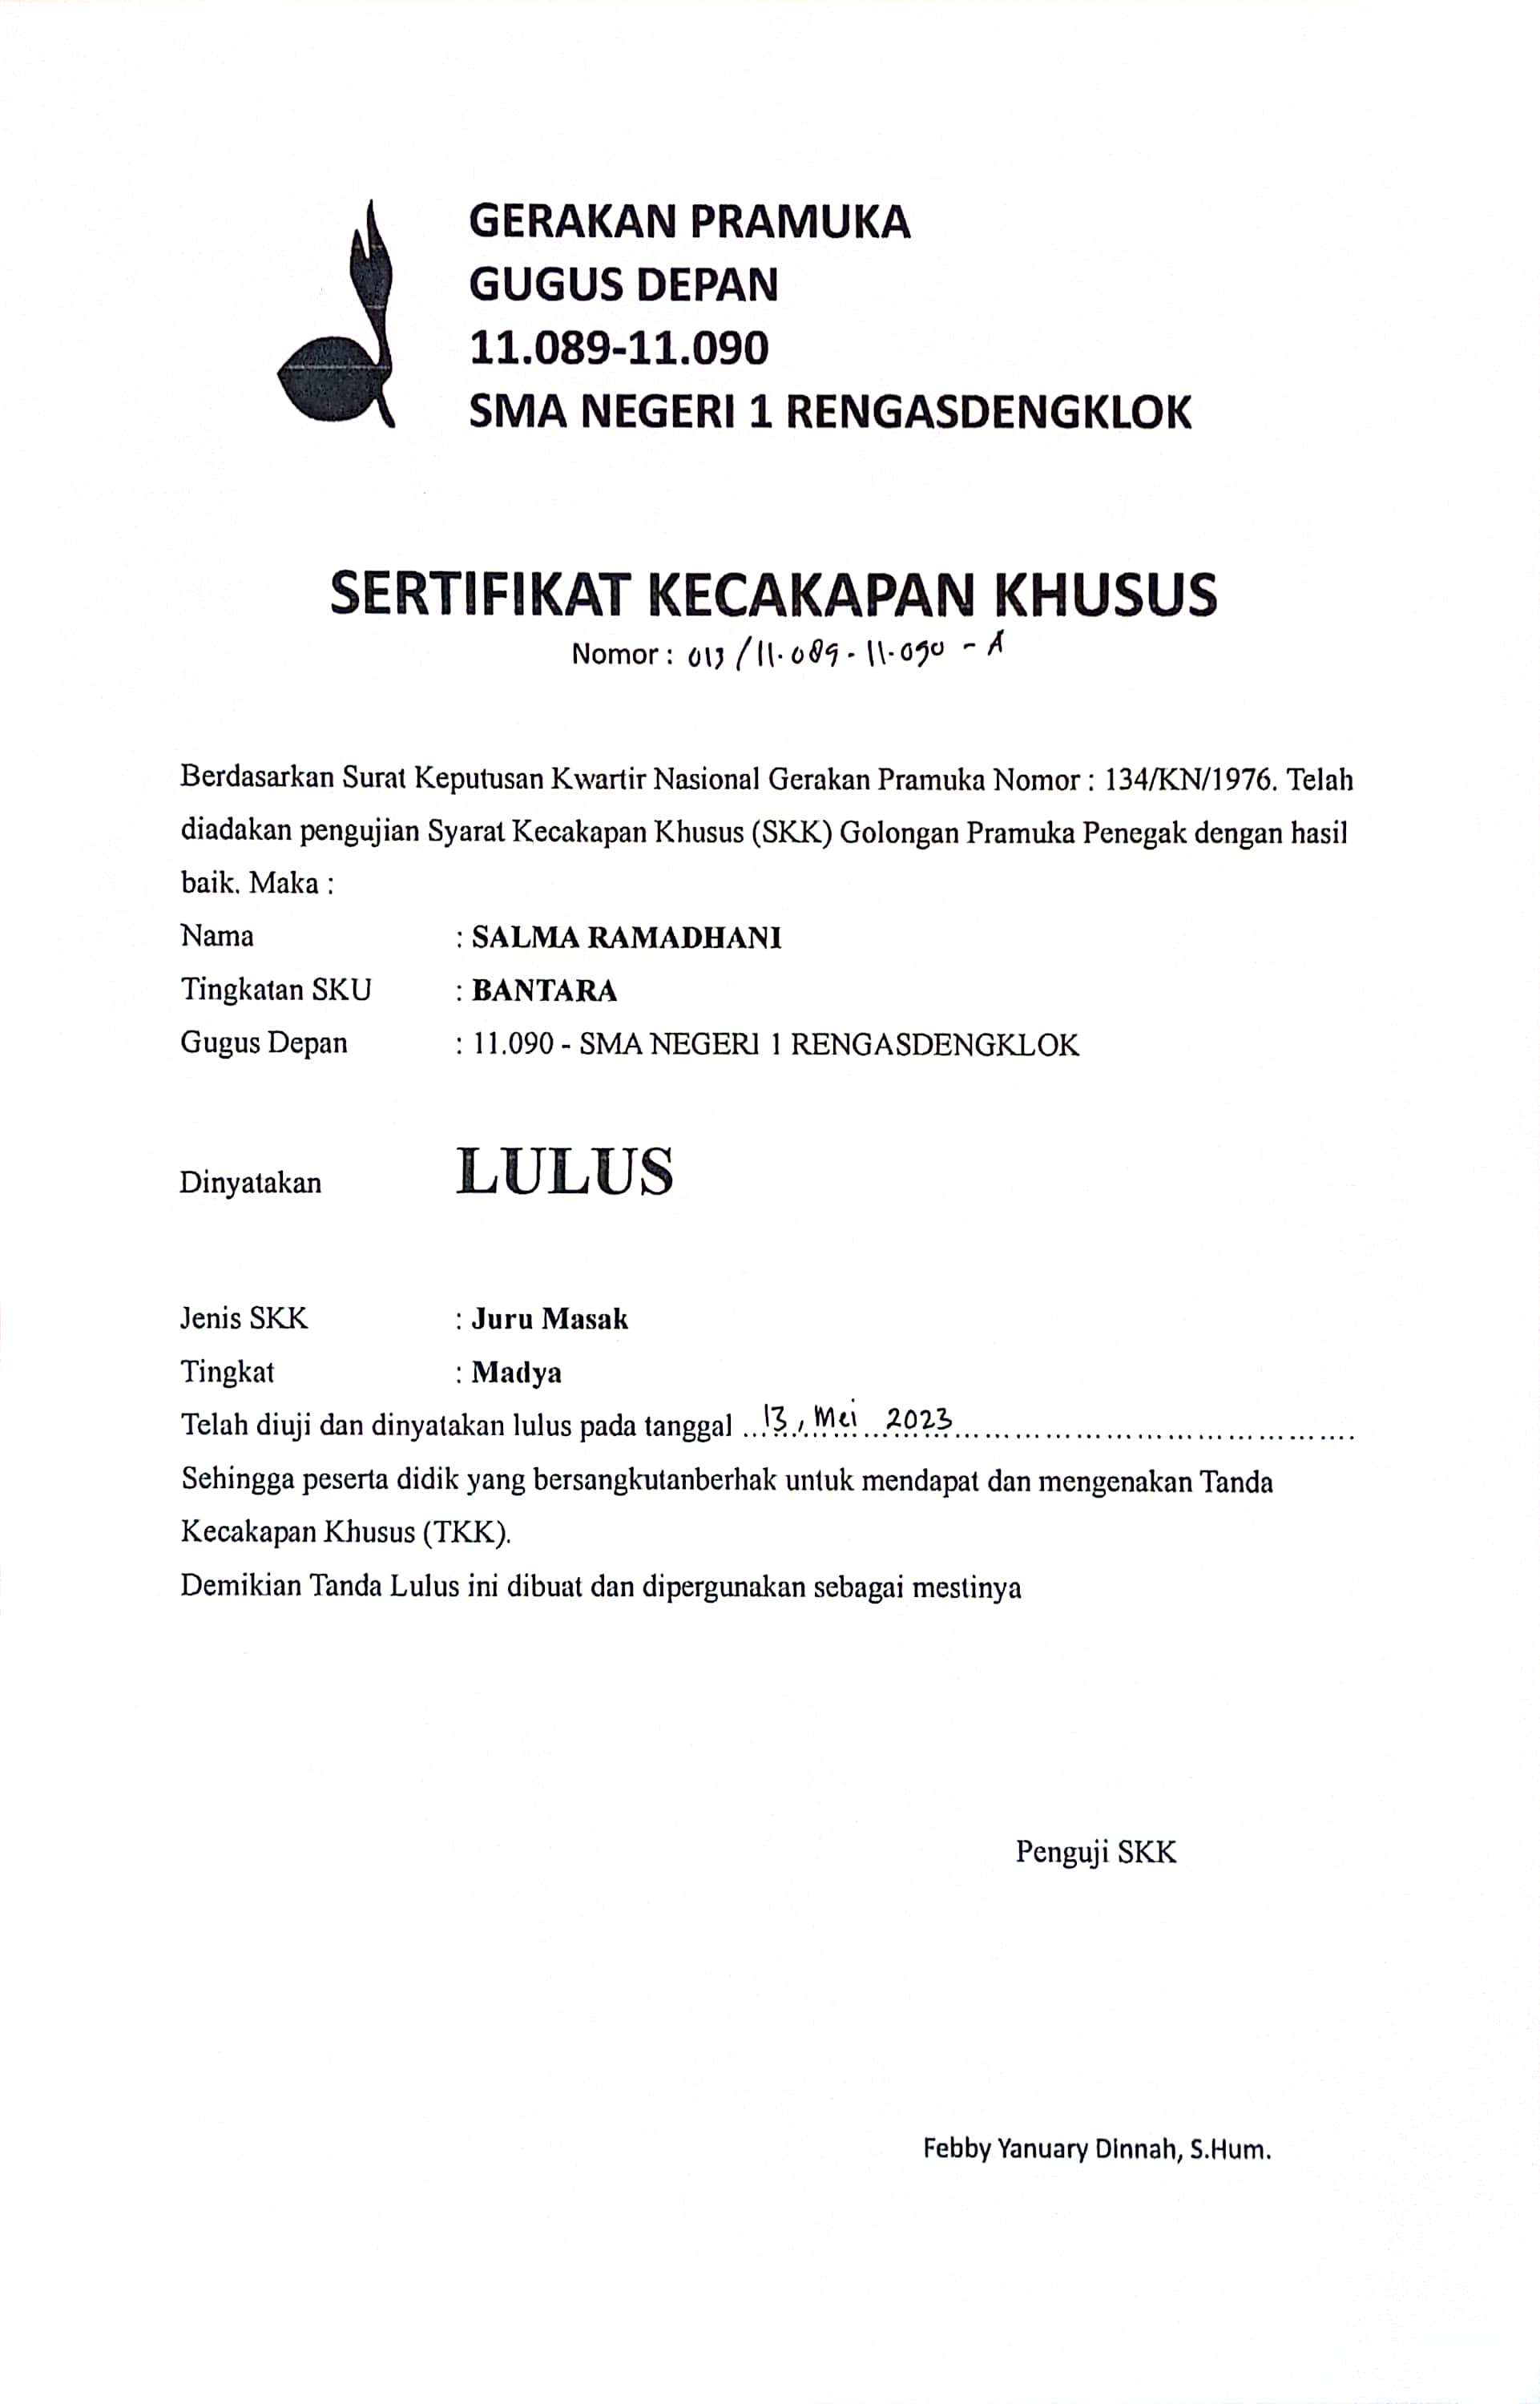 GERAKAN PRAMUKA
GUGUS DEPAN
11.089-11.090
SMA NEGERI 1 RENGASDENGKLOK
SERTIFIKAT KECAKAPAN KHUSUS
Nomor : 013/11.089-11.090 - A
Berdasarkan Surat Keputusan Kwartir Nasional Gerakan Pramuka Nomor : 134/KN/1976. Telah
diadakan pengujian Syarat Kecakapan Khusus (SKK) Golongan Pramuka Penegak dengan hasil
baik. Maka :
Nama : SALMA RAMADHANI
Tingkatan SKU : BANTARA
Gugus Depan : 11.090 - SMA NEGERI 1 RENGASDENGKLOK
Dinyatakan LULUS
Jenis SKK : Juru Masak
Tingkat : Madya
Telah diuji dan dinyatakan lulus pada tanggal 13, Mei 2023
Sehingga peserta didik yang bersangkutanberhak untuk mendapat dan mengenakan Tanda
Kecakapan Khusus (TKK).
Demikian Tanda Lulus ini dibuat dan dipergunakan sebagai mestinya
Penguji SKK
Febby Yanuary Dinnah, S.Hum.